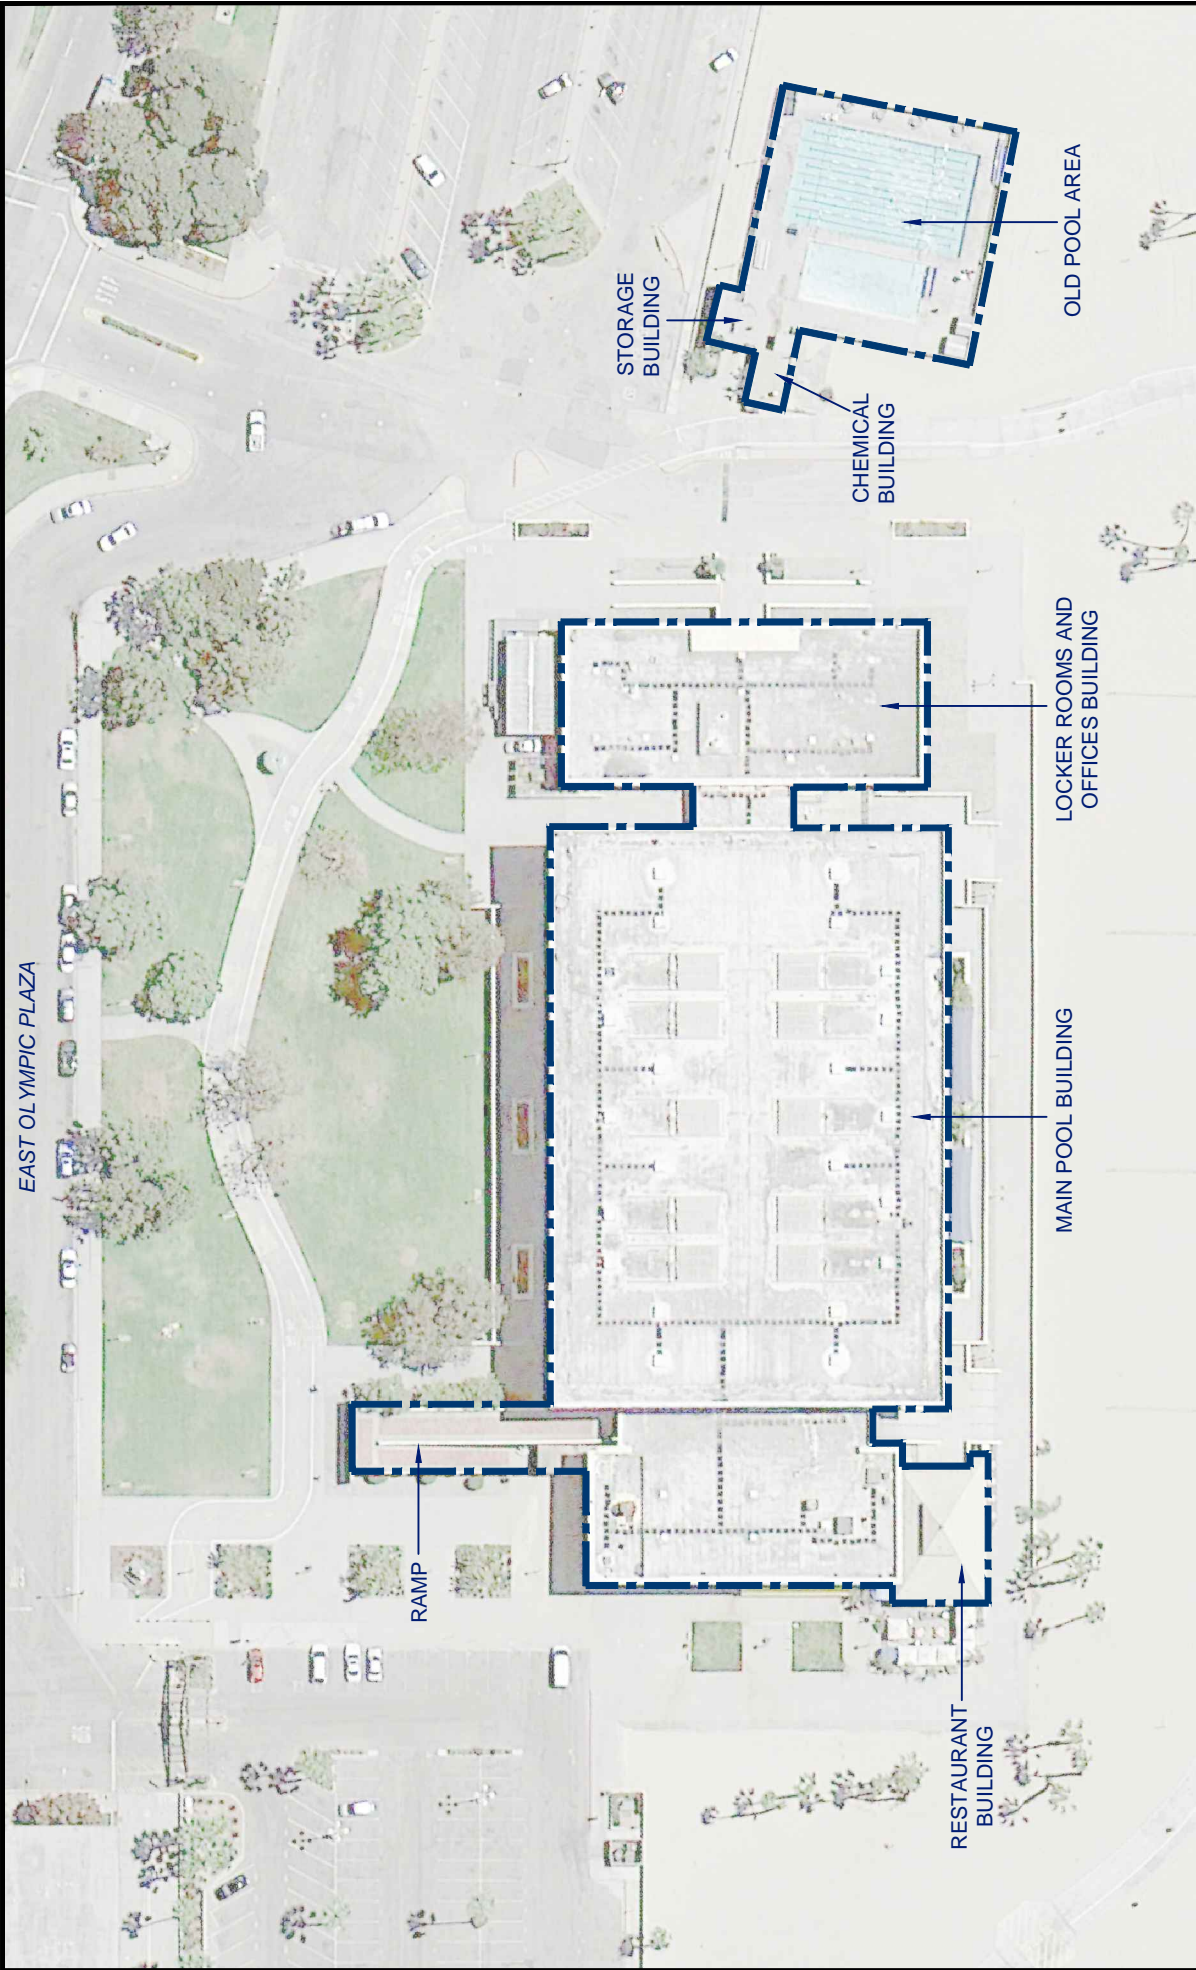 EAST OLYMPIC PLAZA
RAMP
RESTAURANT
BUILDING
MAIN POOL BUILDING
LOCKER ROOMS AND
OFFICES BUILDING
STORAGE
BUILDING
CHEMICAL
BUILDING
OLD POOL AREA